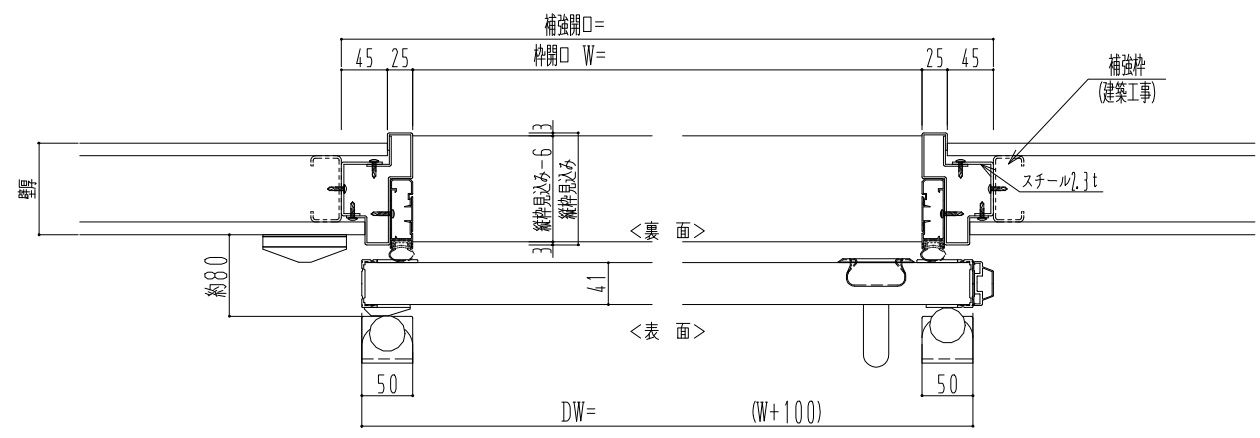 補強開口=
45
25
枠開口 W=
25
45
補強枠
(建築工事)
壁厚
3
縦枠見込み-6
縦枠見込み
3
スチール2.3t
<裏 面>
約80
41
<表 面>
50
50
DW= (W+100)